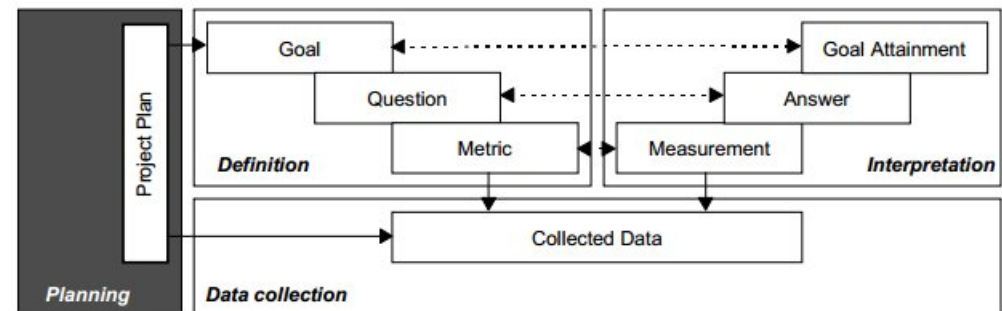 Project Plan
Planning
Goal
Question
Metric
Definition
Goal Attainment
Answer
Measurement
Interpretation
Collected Data
Data collection